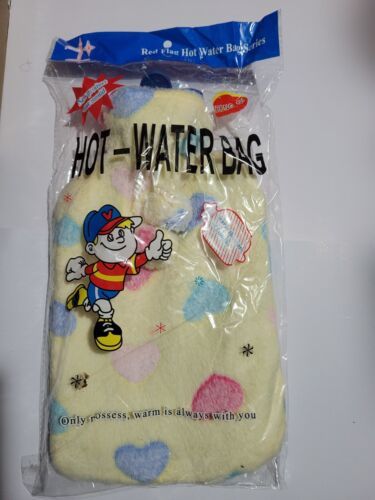 Red Flag Hot Water Bag Series
HOT-WATER BAG
V
Only possess, warm is always with you